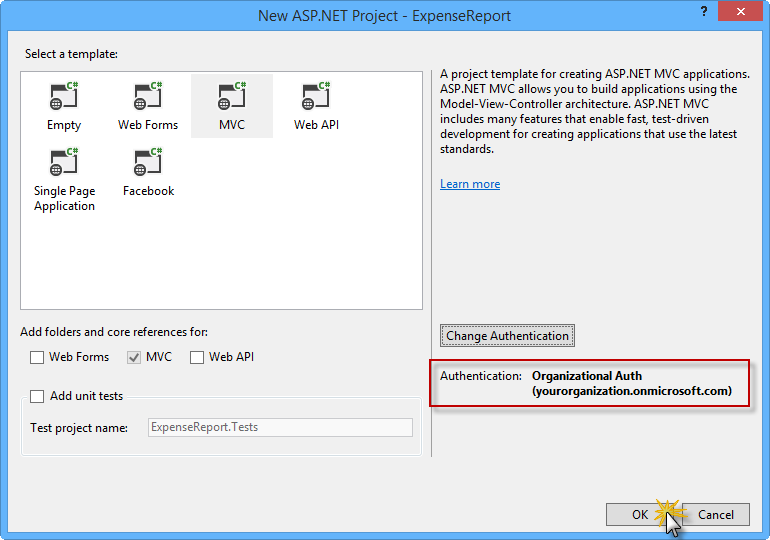 New ASP.NET Project - ExpenseReport
?
Select a template:
C#
C#
C#
C#
Empty
Web Forms
MVC
Web API
C#
C#
Single Page
Application
Facebook
A project template for creating ASP.NET MVC applications.
ASP.NET MVC allows you to build applications using the
Model-View-Controller architecture. ASP.NET MVC
includes many features that enable fast, test-driven
development for creating applications that use the latest
standards.
Learn more
Add folders and core references for:
Web Forms
MVC
Web API
Add unit tests
Test project name:
ExpenseReport.Tests
Change Authentication
Authentication: Organizational Auth
(yourorganization.onmicrosoft.com)
OK
Cancel